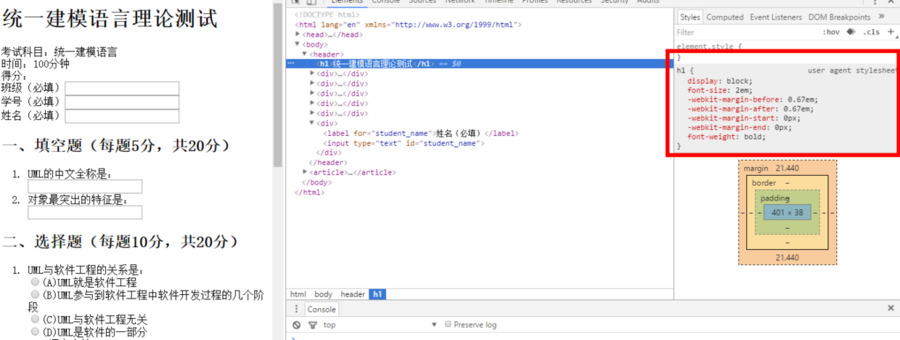 统一建模语言理论测试
考试科目：统一建模语言
时间：100分钟
得分：
班级（必填）
学号（必填）
姓名（必填）
一、填空题（每题5分，共20分）
1. UML的中文全称是：
2. 对象最突出的特征是：
二、选择题（每题10分，共20分）
1. UML与软件工程的关系是：
(A)UML就是软件工程
(B)UML参与到软件工程中软件开发过程的几个阶
段
(C)UML与软件工程无关
(D)UML是软件的一部分
Elements Console Sources Network Timeline Profiles Resources Security Audits
<!DOCTYPE html>
<html lang="en" xmlns="http://www.w3.org/1999/html">
<head>…</head>
<body>
<header>
<h1>统一建模语言理论测试</h1> == $0
<div>…</div>
<div>…</div>
<div>…</div>
<div>…</div>
<div>…</div>
<div>
<label for="student_name">姓名（必填）</label>
<input type="text" id="student_name">
</div>
</header>
<article>…</article>
</body>
</html>
html body header h1
Console
top Preserve log
Styles Computed Event Listeners DOM Breakpoints »
Filter :hov .cls +
element.style {
}
h1 { user agent stylesheet
display: block;
font-size: 2em;
-webkit-margin-before: 0.67em;
-webkit-margin-after: 0.67em;
-webkit-margin-start: 0px;
-webkit-margin-end: 0px;
font-weight: bold;
}
margin 21.440
border –
padding –
– – – 401 × 38 – – –
–
–
21.440